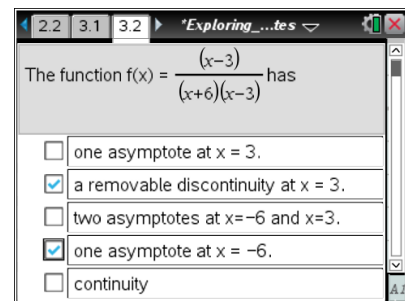 2.2 3.1 3.2 *Exploring_...tes
The function f(x) = (x-3)/((x+6)(x-3)) has
one asymptote at x = 3.
a removable discontinuity at x = 3.
two asymptotes at x=-6 and x=3.
one asymptote at x = -6.
continuity